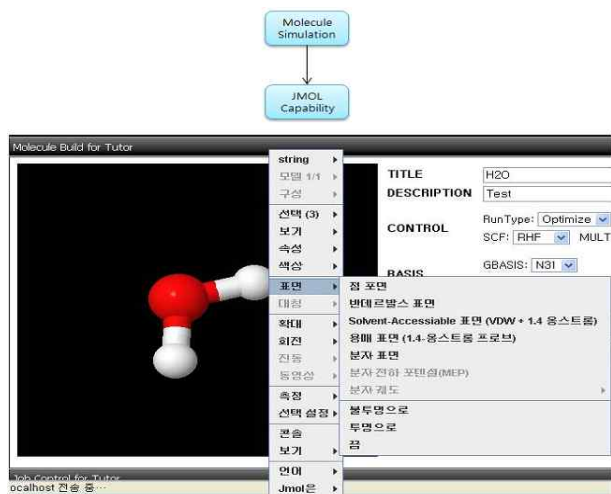 Molecule
Simulation
JMOL
Capability
Molecule Build for Tutor
string
모델 1/1
구성
선택 (3)
보기
속성
색상
표면
대칭
확대
회전
진동
동영상
측정
선택 설정
콘솔
보기
언어
Jmol은
점 포면
반데르발스 표면
Solvent-Accessiable 표면 (VDW + 1.4 옹스트롬)
용매 표면 (1.4-옹스트롬 프로브)
분자 표면
분자 전하 포텐셜(MEP)
분자 궤도
불투명으로
투명으로
끔
TITLE H2O
DESCRIPTION Test
CONTROL RunType: Optimize
SCF: RHF MULT
BASIS GBASIS: N31
Job Control for Tutor
ocalhost 전송 중...